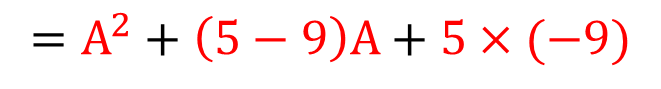 = A² + (5 − 9)A + 5 × (−9)